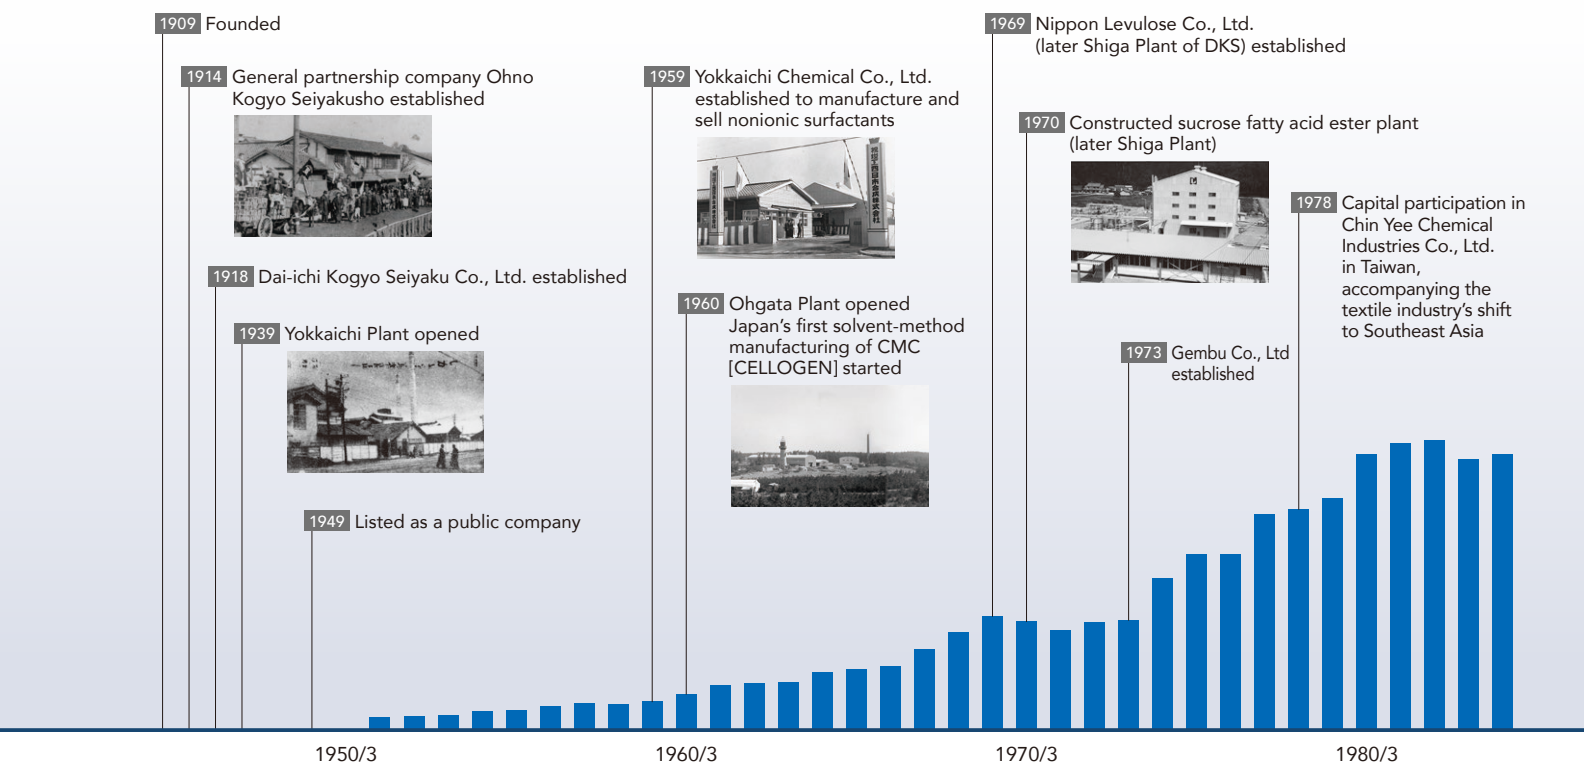 1909 Founded
1914 General partnership company Ohno
Kogyo Seiyakusho established
1918 Dai-ichi Kogyo Seiyaku Co., Ltd. established
1939 Yokkaichi Plant opened
1949 Listed as a public company
1959 Yokkaichi Chemical Co., Ltd.
established to manufacture and
sell nonionic surfactants
1960 Ohgata Plant opened
Japan’s first solvent-method
manufacturing of CMC
[CELLOGEN] started
1969 Nippon Levulose Co., Ltd.
(later Shiga Plant of DKS) established
1970 Constructed sucrose fatty acid ester plant
(later Shiga Plant)
1973 Gembu Co., Ltd
established
1978 Capital participation in
Chin Yee Chemical
Industries Co., Ltd.
in Taiwan,
accompanying the
textile industry’s shift
to Southeast Asia
1950/3
1960/3
1970/3
1980/3